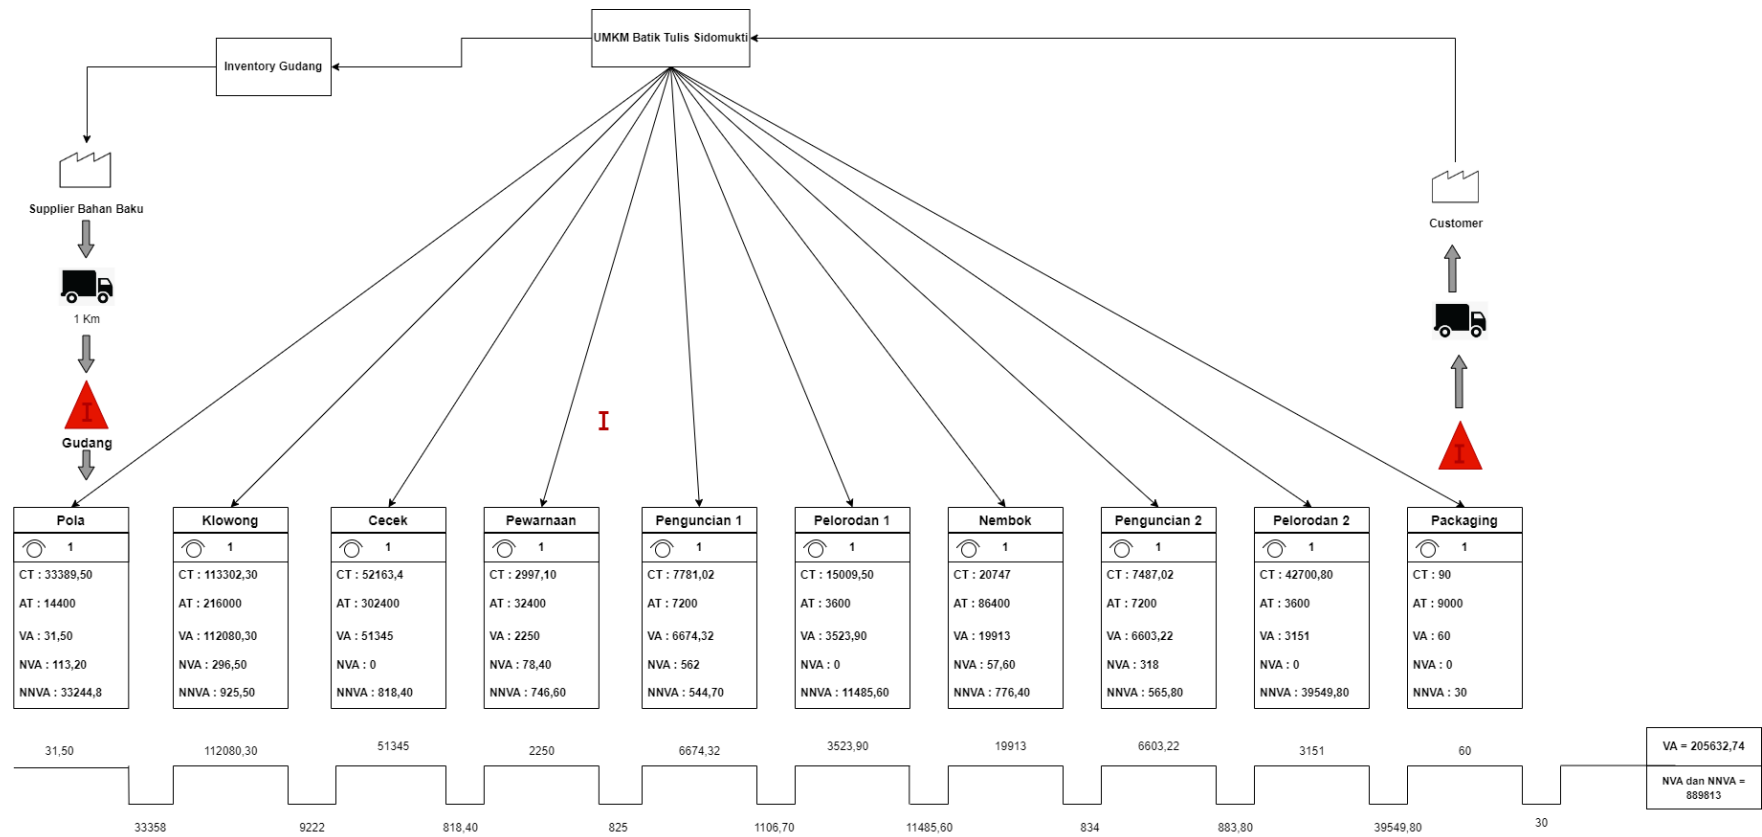 UMKM Batik Tulis Sidomukti
Inventory Gudang
Supplier Bahan Baku
1 Km
I
Gudang
I
Customer
I
Pola
1
CT : 33389,50
AT : 14400
VA : 31,50
NVA : 113,20
NNVA : 33244,8
Klowong
1
CT : 113302,30
AT : 216000
VA : 112080,30
NVA : 296,50
NNVA : 925,50
Cecek
1
CT : 52163,4
AT : 302400
VA : 51345
NVA : 0
NNVA : 818,40
Pewarnaan
1
CT : 2997,10
AT : 32400
VA : 2250
NVA : 78,40
NNVA : 746,60
Penguncian 1
1
CT : 7781,02
AT : 7200
VA : 6674,32
NVA : 562
NNVA : 544,70
Pelorodan 1
1
CT : 15009,50
AT : 3600
VA : 3523,90
NVA : 0
NNVA : 11485,60
Nembok
1
CT : 20747
AT : 86400
VA : 19913
NVA : 57,60
NNVA : 776,40
Penguncian 2
1
CT : 7487,02
AT : 7200
VA : 6603,22
NVA : 318
NNVA : 565,80
Pelorodan 2
1
CT : 42700,80
AT : 3600
VA : 3151
NVA : 0
NNVA : 39549,80
Packaging
1
CT : 90
AT : 9000
VA : 60
NVA : 0
NNVA : 30
31,50
112080,30
51345
2250
6674,32
3523,90
19913
6603,22
3151
60
VA = 205632,74
NVA dan NNVA =
889813
33358
9222
818,40
825
1106,70
11485,60
834
883,80
39549,80
30